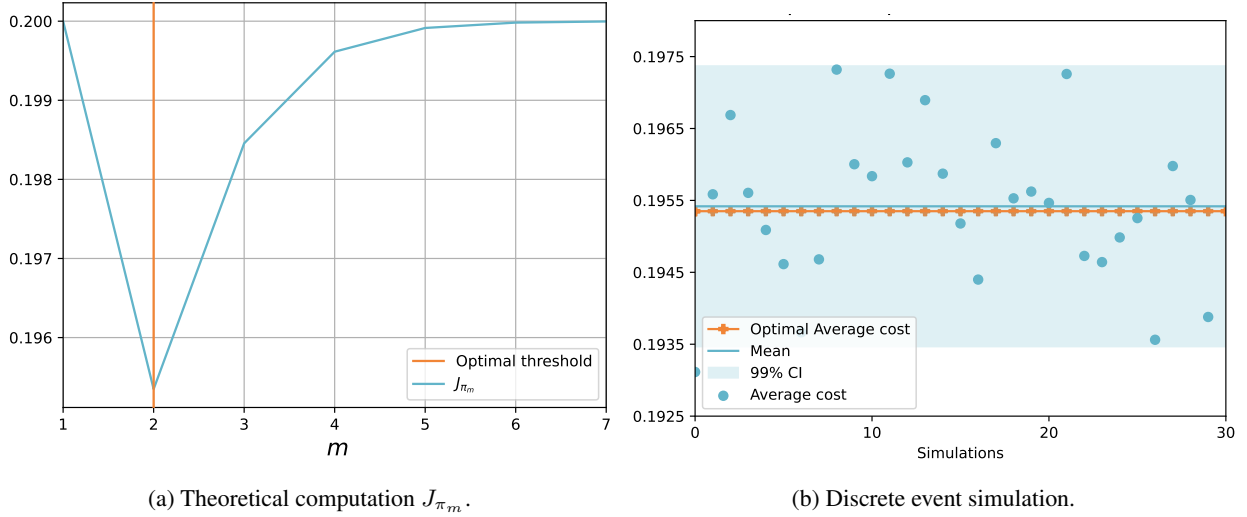 0.200
0.199
0.198
0.197
0.196
1 2 3 4 5 6 7
m
Optimal threshold
J_{π_m}
(a) Theoretical computation J_{π_m}.
0.1975
0.1965
0.1955
0.1945
0.1935
0.1925
0 10 20 30
Simulations
Optimal Average cost
Mean
99% CI
Average cost
(b) Discrete event simulation.